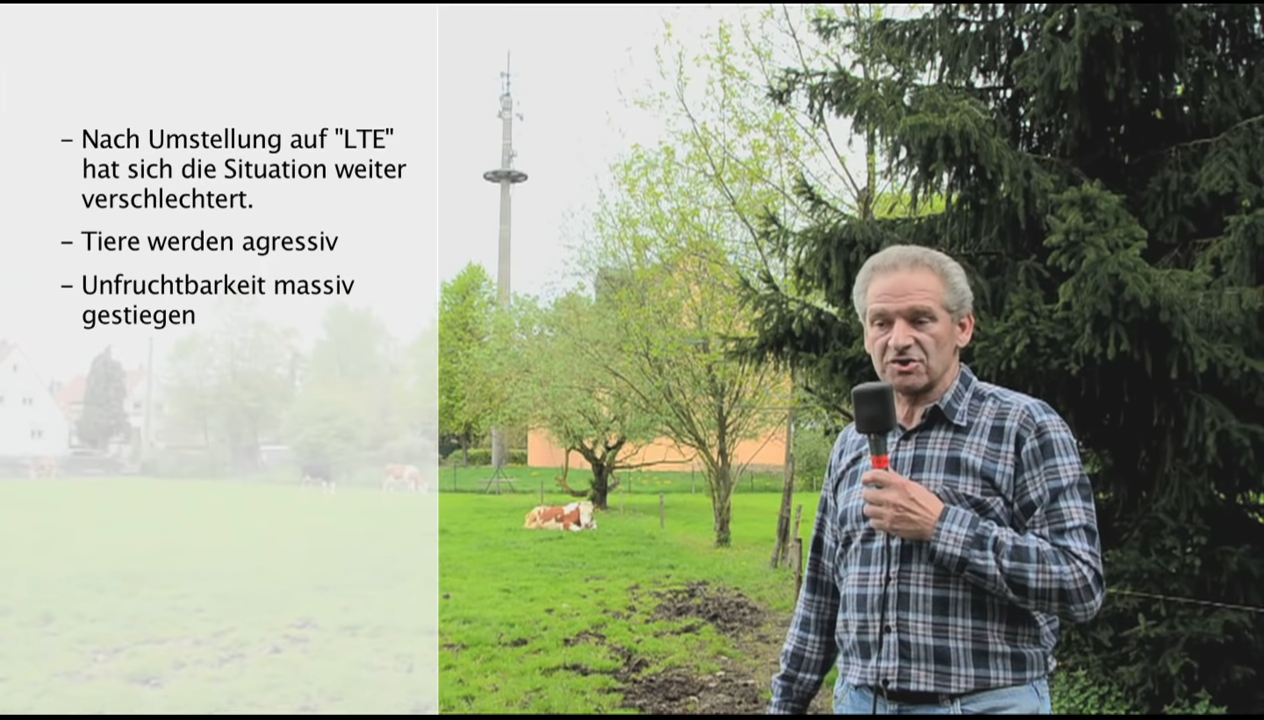 – Nach Umstellung auf "LTE"
hat sich die Situation weiter
verschlechtert.
– Tiere werden agressiv
– Unfruchtbarkeit massiv
gestiegen